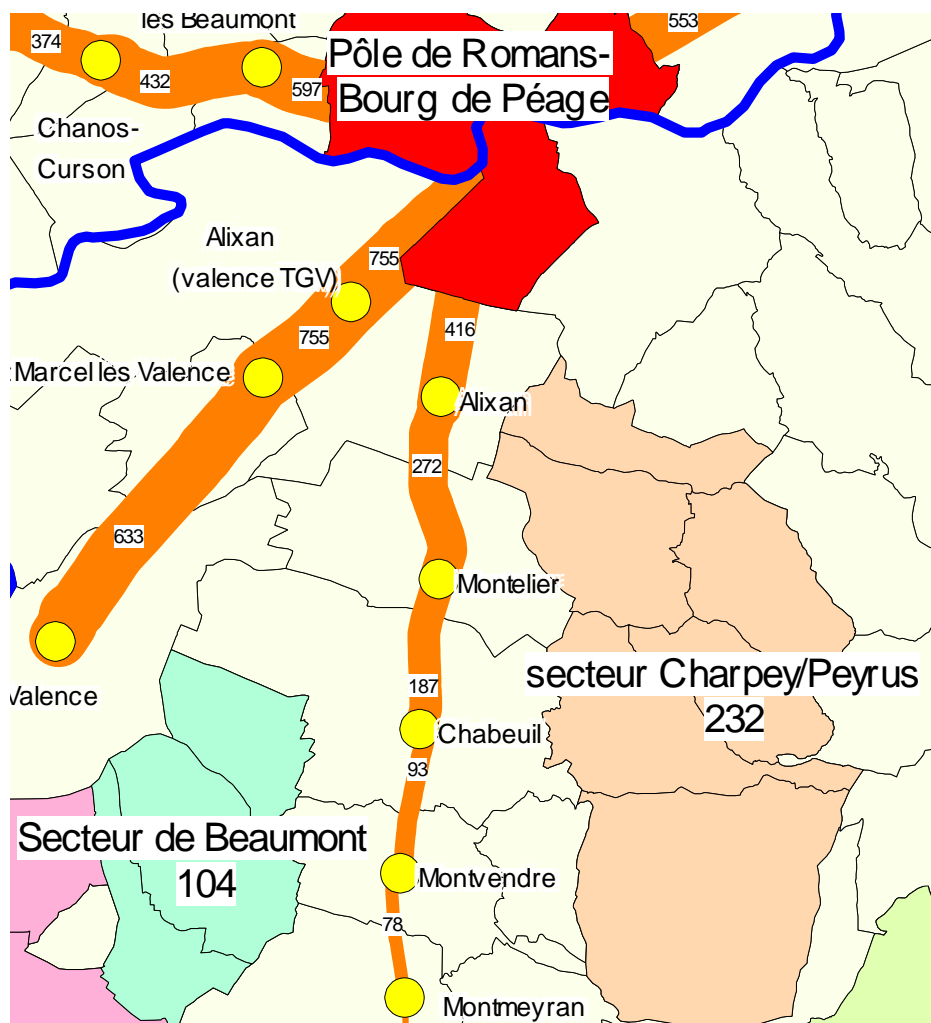 les Beaumont
553
374
432
597
Pôle de Romans-
Bourg de Péage
Chanos-
Curson
Alixan
(valence TGV)
755
755
416
Marcel les Valence
Alixan
272
633
Montelier
187
secteur Charpey/Peyrus
232
Valence
Chabeuil
93
Secteur de Beaumont
104
Montvendre
78
Montmeyran